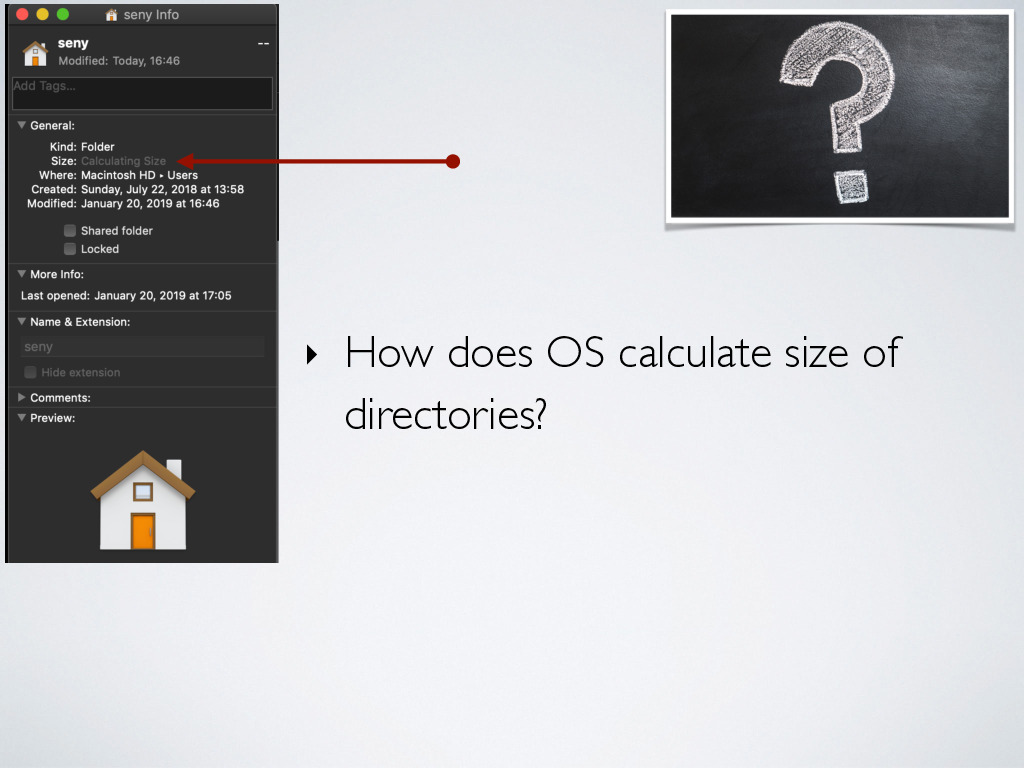 seny Info
seny
--
Modified: Today, 16:46
Add Tags...
General:
Kind: Folder
Size: Calculating Size
Where: Macintosh HD ▸ Users
Created: Sunday, July 22, 2018 at 13:58
Modified: January 20, 2019 at 16:46
Shared folder
Locked
More Info:
Last opened: January 20, 2019 at 17:05
Name & Extension:
seny
Hide extension
Comments:
Preview:
?
‣ How does OS calculate size of
directories?